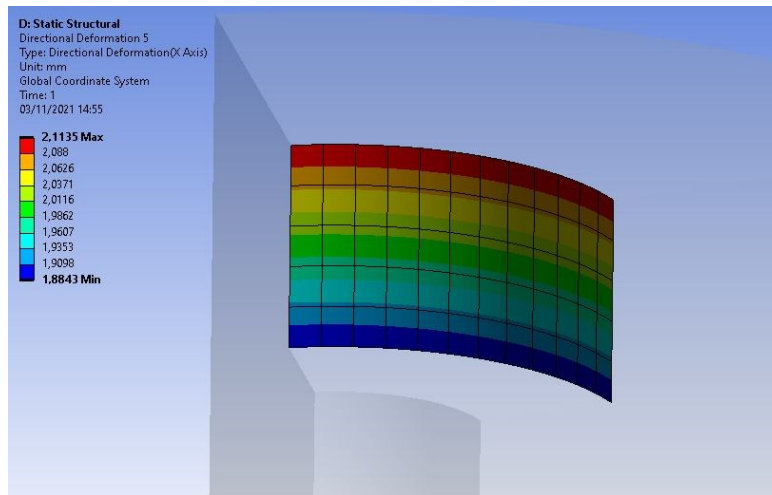 D: Static Structural
Directional Deformation 5
Type: Directional Deformation(X Axis)
Unit: mm
Global Coordinate System
Time: 1
03/11/2021 14:55
2,1135 Max
2,088
2,0626
2,0371
2,0116
1,9862
1,9607
1,9353
1,9098
1,8843 Min